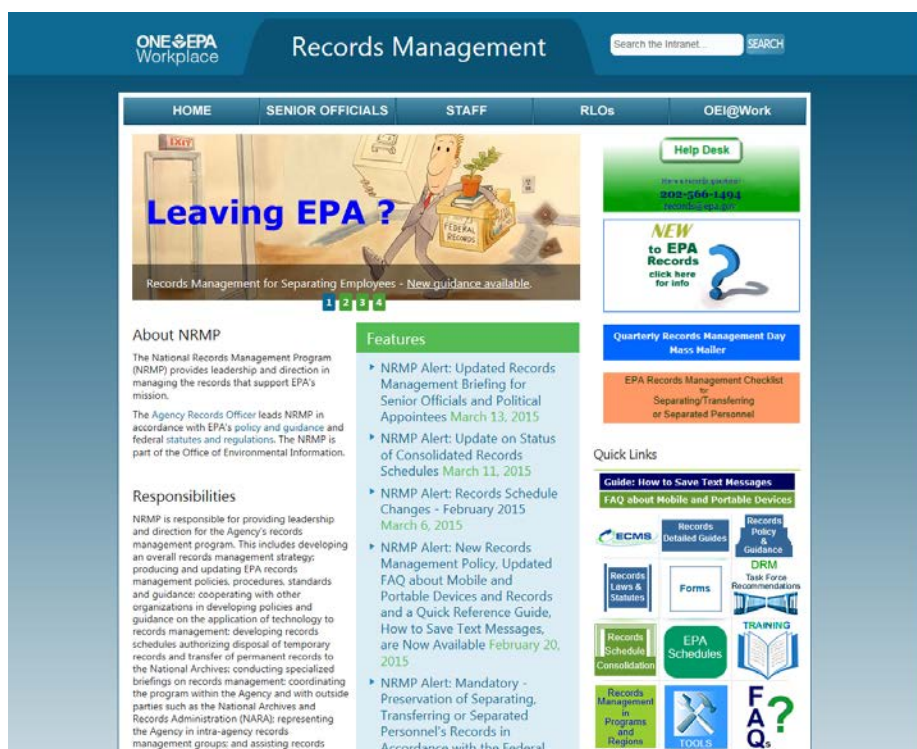 ONE EPA
Workplace
Records Management
Search the Intranet...
SEARCH
HOME
SENIOR OFFICIALS
STAFF
RLOs
OEI@Work
EXIT
Leaving EPA ?
FEDERAL
RECORDS
Records Management for Separating Employees - New guidance available.
1 2 3 4
About NRMP
The National Records Management Program
(NRMP) provides leadership and direction in
managing the records that support EPA's
mission.
The Agency Records Officer leads NRMP in
accordance with EPA's policy and guidance and
federal statutes and regulations. The NRMP is
part of the Office of Environmental Information.
Responsibilities
NRMP is responsible for providing leadership
and direction for the Agency's records
management program. This includes developing
an overall records management strategy;
producing and updating EPA records
management policies, procedures, standards
and guidance; cooperating with other
organizations in developing policies and
guidance on the application of technology to
records management; developing records
schedules authorizing disposal of temporary
records and transfer of permanent records to
the National Archives; conducting specialized
briefings on records management; coordinating
the program within the Agency and with outside
parties such as the National Archives and
Records Administration (NARA); representing
the Agency in intra-agency records
management groups; and assisting records
Features
NRMP Alert: Updated Records
Management Briefing for
Senior Officials and Political
Appointees March 13, 2015
NRMP Alert: Update on Status
of Consolidated Records
Schedules March 11, 2015
NRMP Alert: Records Schedule
Changes - February 2015
March 6, 2015
NRMP Alert: New Records
Management Policy, Updated
FAQ about Mobile and
Portable Devices and Records
and a Quick Reference Guide,
How to Save Text Messages,
are Now Available February 20,
2015
NRMP Alert: Mandatory -
Preservation of Separating,
Transferring or Separated
Personnel's Records in
Accordance with the Federal
Help Desk
202-566-1494
records@epa.gov
NEW
to EPA
Records
click here
for info
Quarterly Records Management Day
Mass Mailer
EPA Records Management Checklist
for
Separating/Transferring
or Separated Personnel
Quick Links
Guide: How to Save Text Messages
FAQ about Mobile and Portable Devices
ECMS
Records
Detailed Guides
Records
Policy
&
Guidance
Records
Laws &
Statutes
Forms
DRM
Task Force
Recommendations
Records
Schedule
Consolidation
EPA
Schedules
TRAINING
Records
Management
in
Programs
and
Regions
TOOLS
FAQs
?